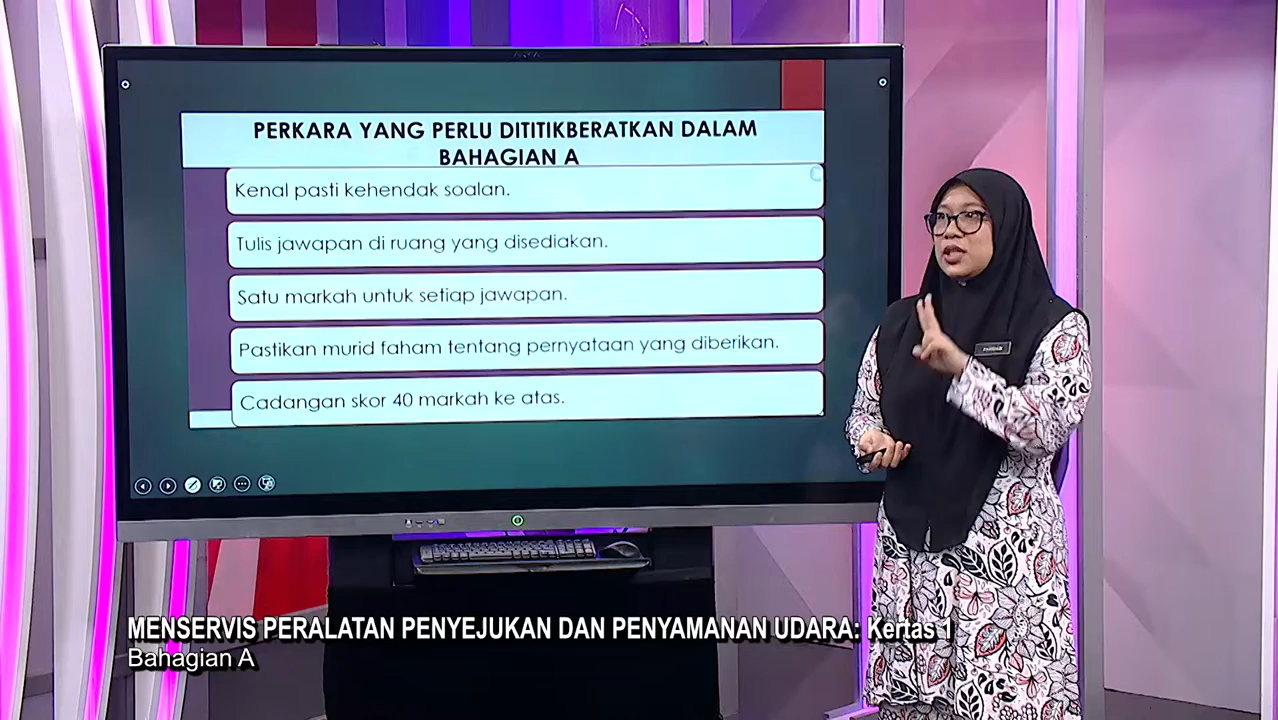 PERKARA YANG PERLU DITITIKBERATKAN DALAM
BAHAGIAN A
Kenal pasti kehendak soalan.
Tulis jawapan di ruang yang disediakan.
Satu markah untuk setiap jawapan.
Pastikan murid faham tentang pernyataan yang diberikan.
Cadangan skor 40 markah ke atas.
MENSERVIS PERALATAN PENYEJUKAN DAN PENYAMANAN UDARA: Kertas 1
Bahagian A